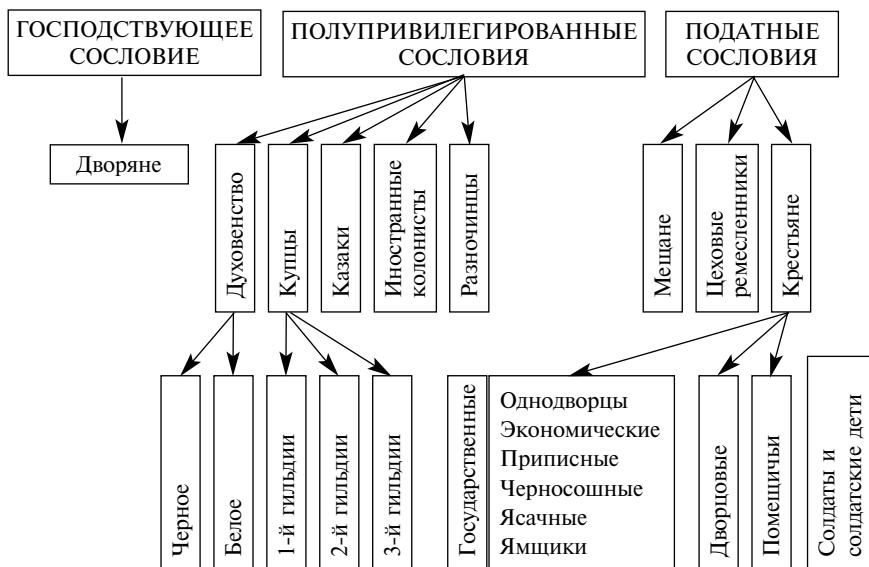 ГОСПОДСТВУЮЩЕЕ
СОСЛОВИЕ
ПОЛУПРИВИЛЕГИРОВАННЫЕ
СОСЛОВИЯ
ПОДАТНЫЕ
СОСЛОВИЯ
Дворяне
Духовенство
Купцы
Казаки
Иностранные
колонисты
Разночинцы
Мещане
Цеховые
ремесленники
Крестьяне
Черное
Белое
1-й гильдии
2-й гильдии
3-й гильдии
Государственные
Однодворцы
Экономические
Приписные
Черносошные
Ясачные
Ямщики
Дворцовые
Помещичьи
Солдаты и
солдатские дети